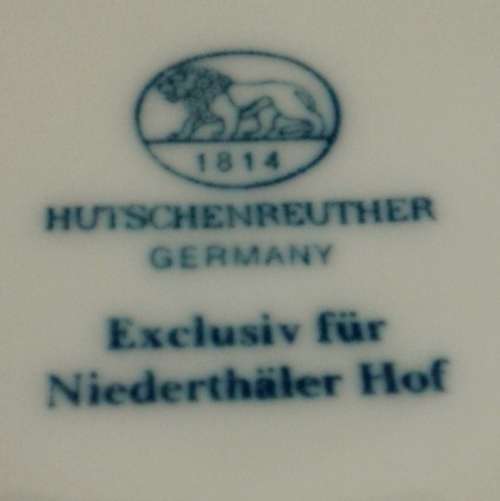 1814
HUTSCHENREUTHER
GERMANY
Exclusiv für
Niederthäler Hof